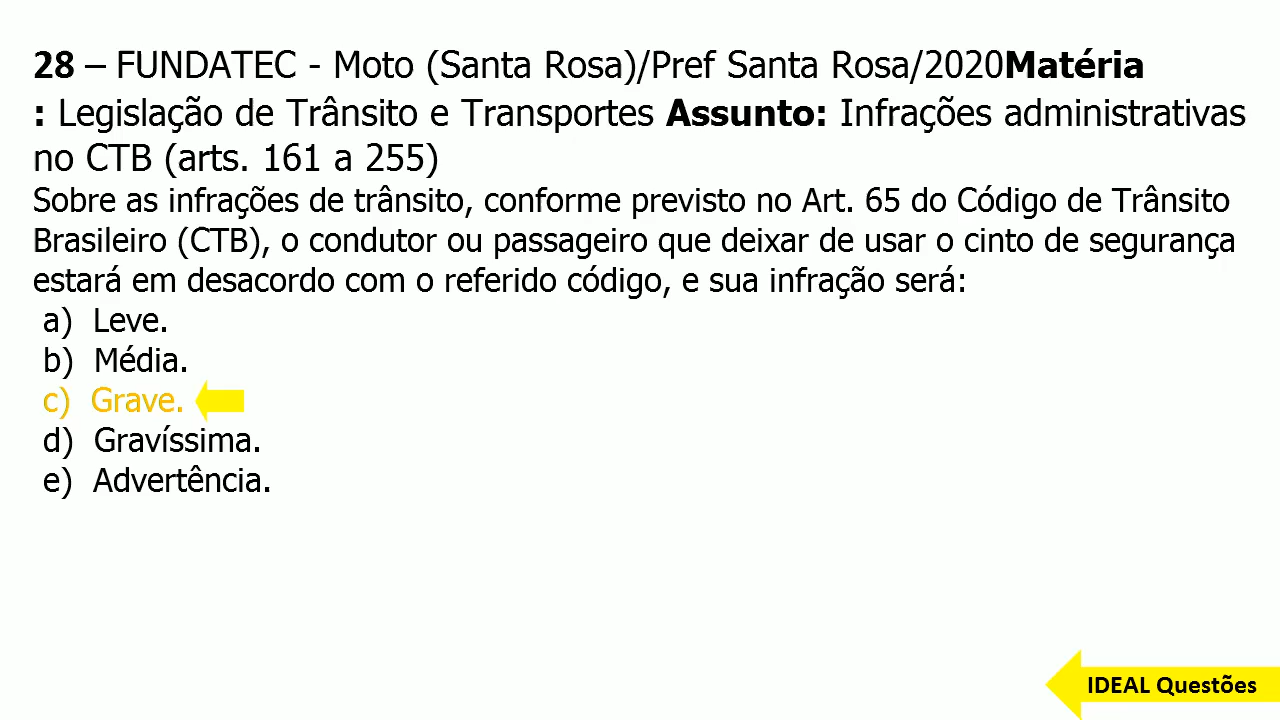 28 – FUNDATEC - Moto (Santa Rosa)/Pref Santa Rosa/2020Matéria
: Legislação de Trânsito e Transportes Assunto: Infrações administrativas
no CTB (arts. 161 a 255)
Sobre as infrações de trânsito, conforme previsto no Art. 65 do Código de Trânsito
Brasileiro (CTB), o condutor ou passageiro que deixar de usar o cinto de segurança
estará em desacordo com o referido código, e sua infração será:
a) Leve.
b) Média.
c) Grave.
d) Gravíssima.
e) Advertência.
IDEAL Questões